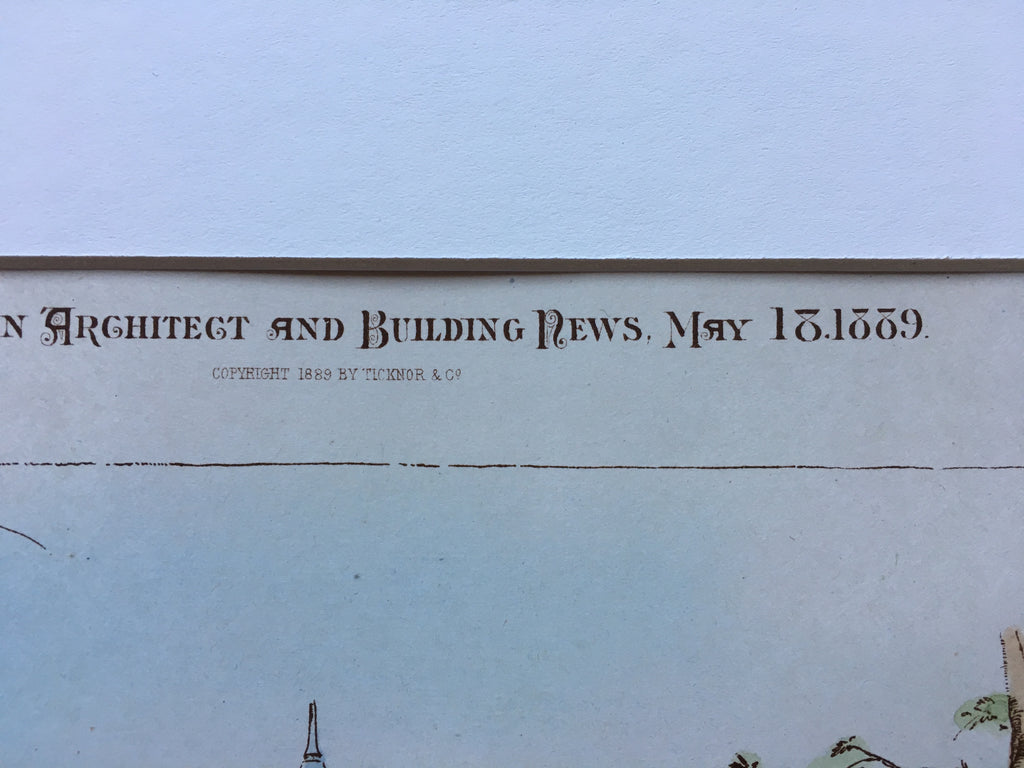 N ARCHITECT AND BUILDING NEWS, MAY 18.1889.
COPYRIGHT 1889 BY TICKNOR & Cº